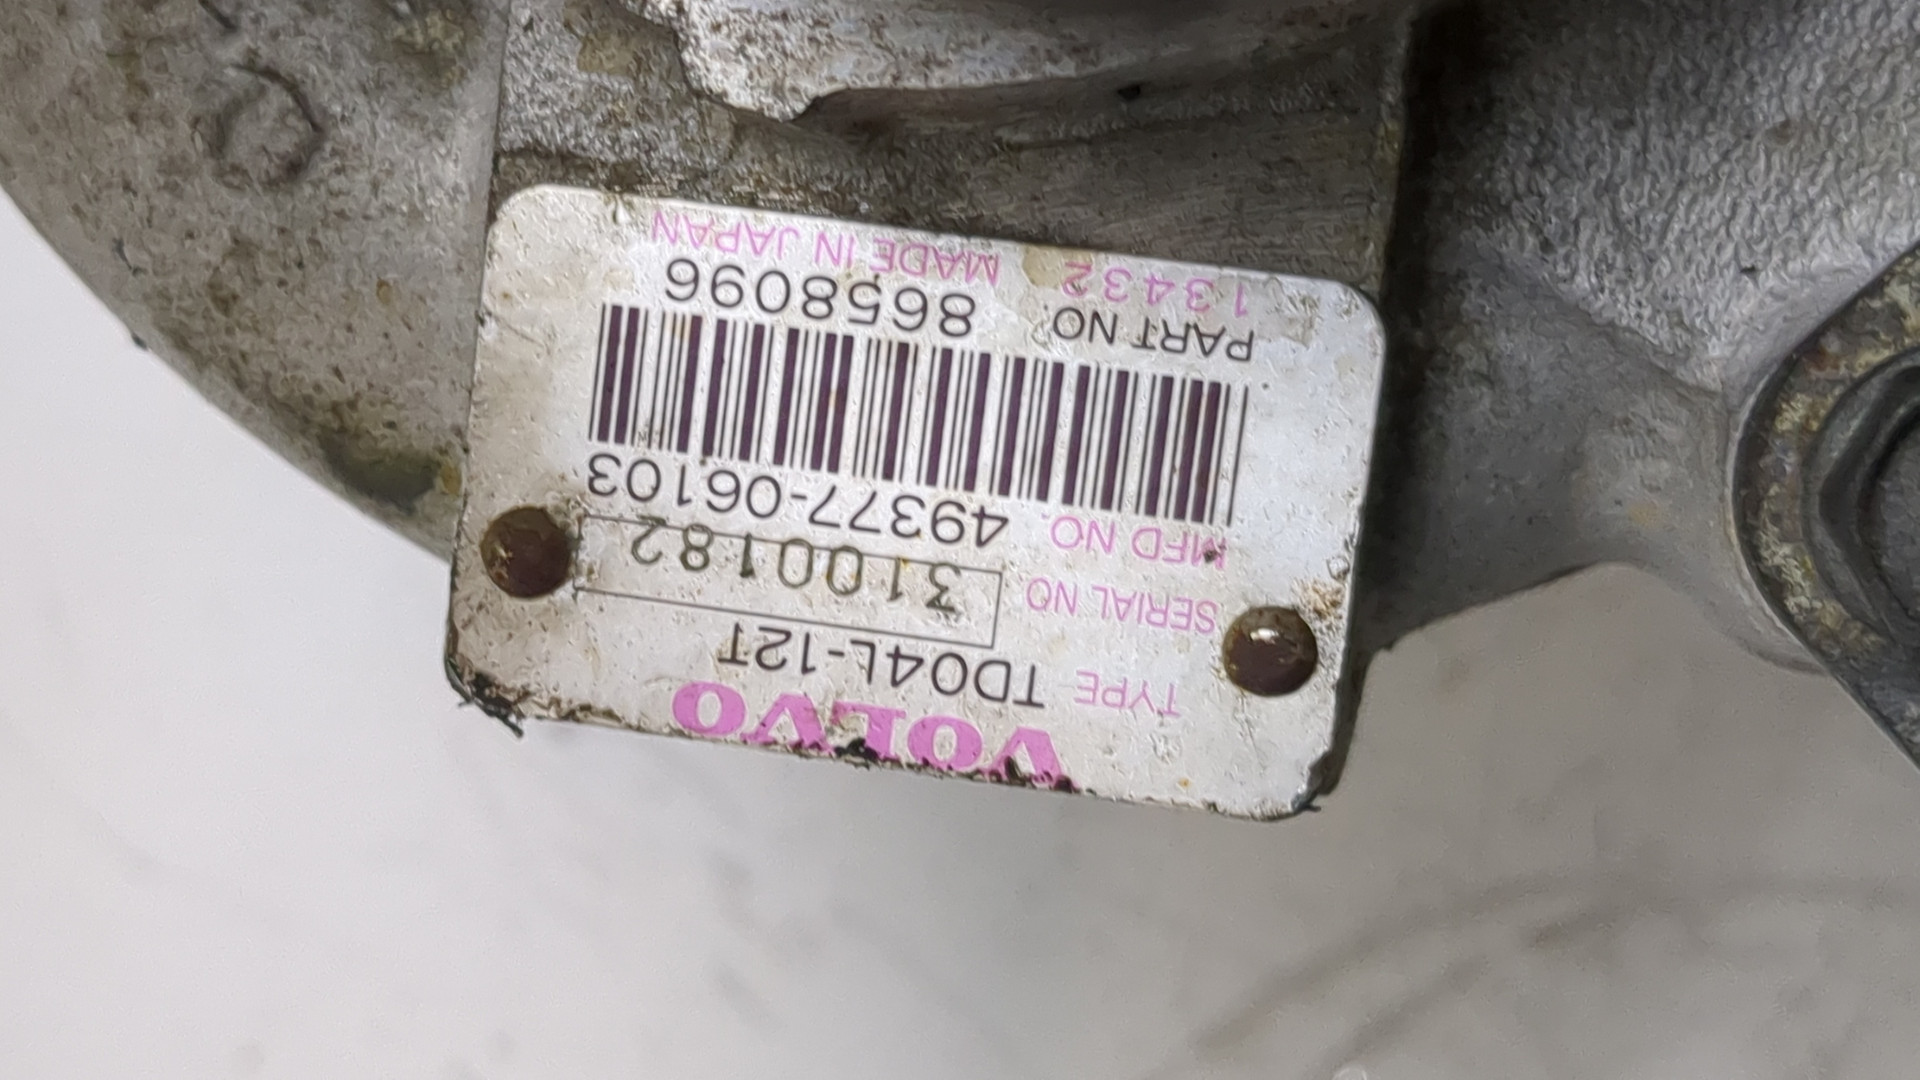 VOLVO
TYPE TD04L-12T
SERIAL NO 3100182
MFD NO. 49377-06103
PART NO. 8658096
13432 MADE IN JAPAN